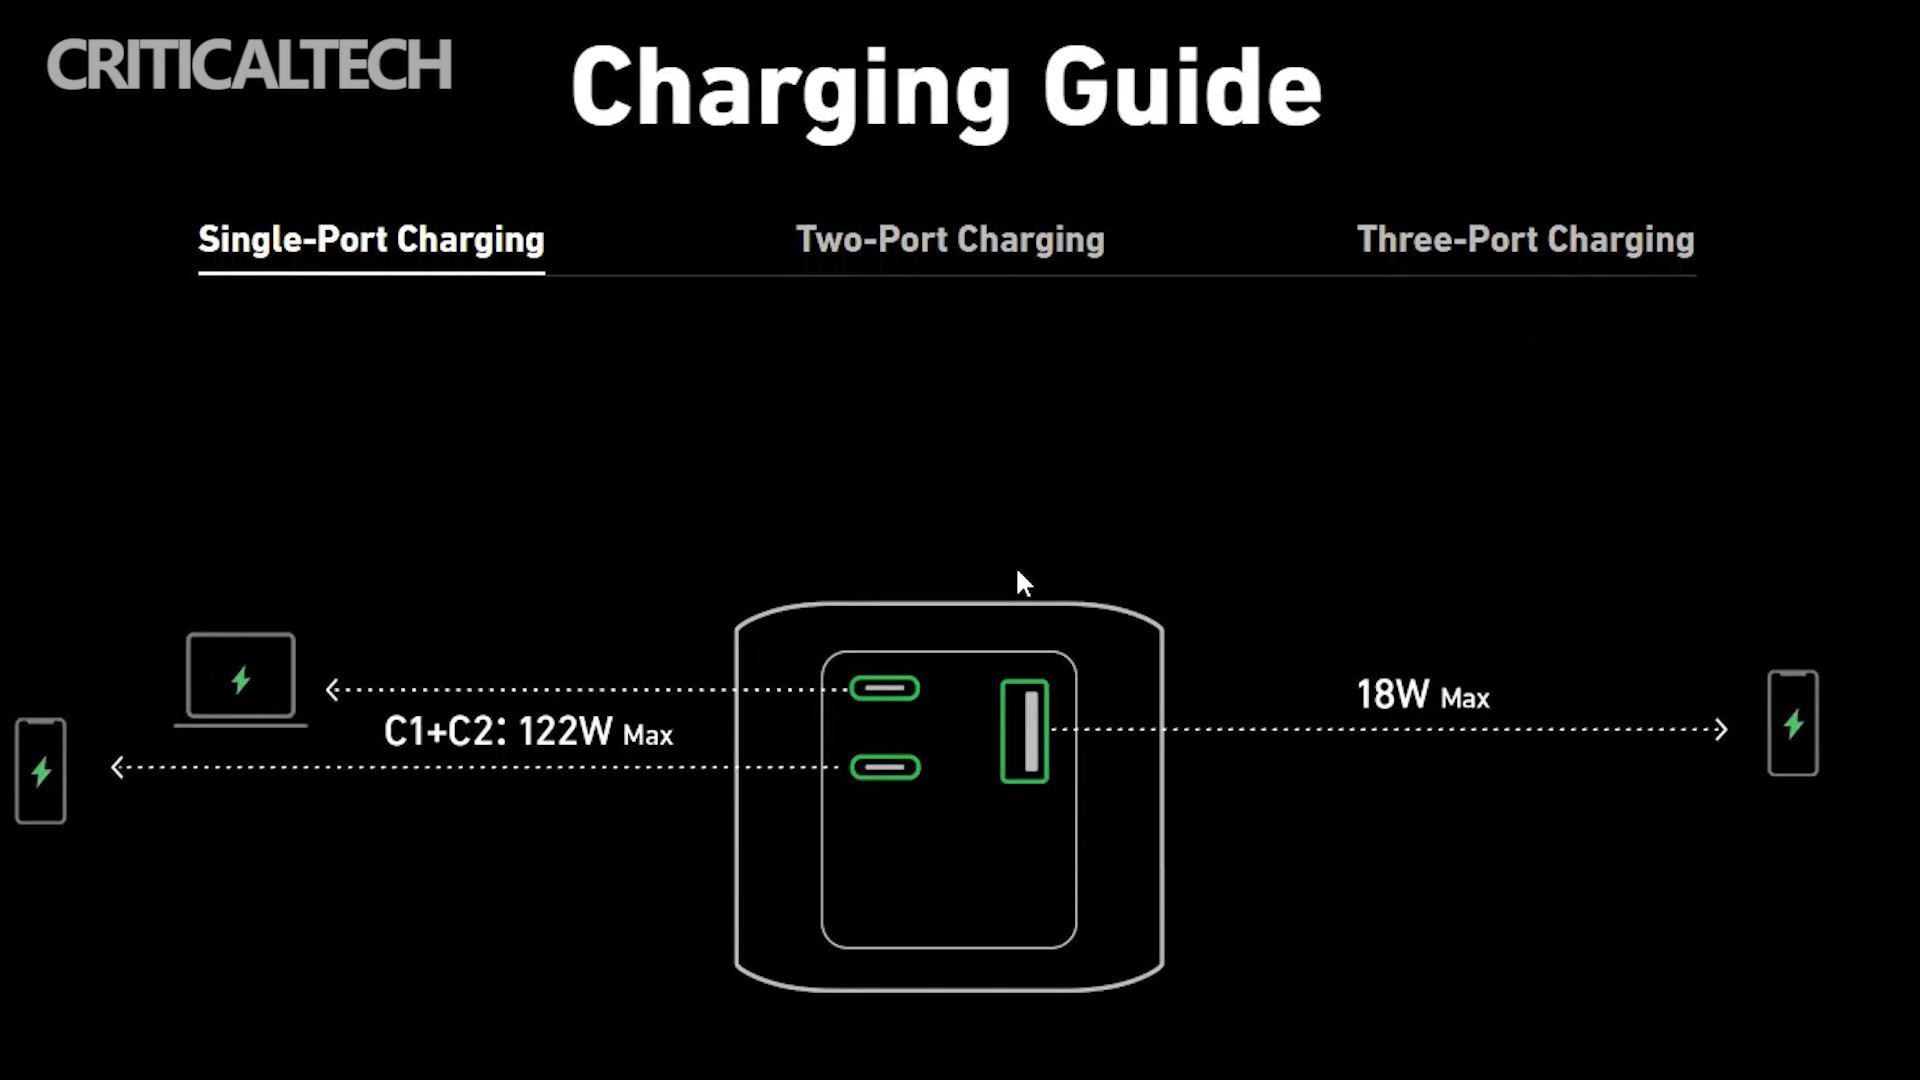 CRITICALTECH
Charging Guide
Single-Port Charging
Two-Port Charging
Three-Port Charging
C1+C2: 122W Max
18W Max